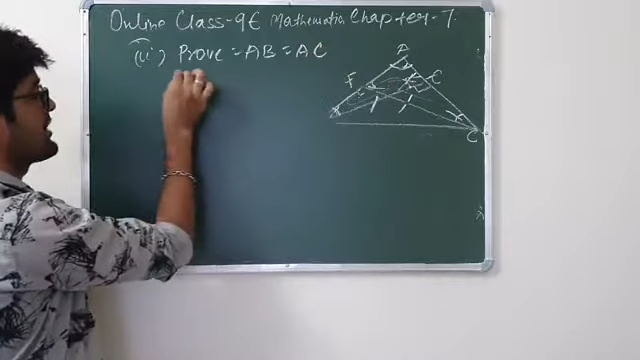 Online Class-9E Mathematics Chapter-7.
(ii) Prove = AB = AC
A
F
E
B
C